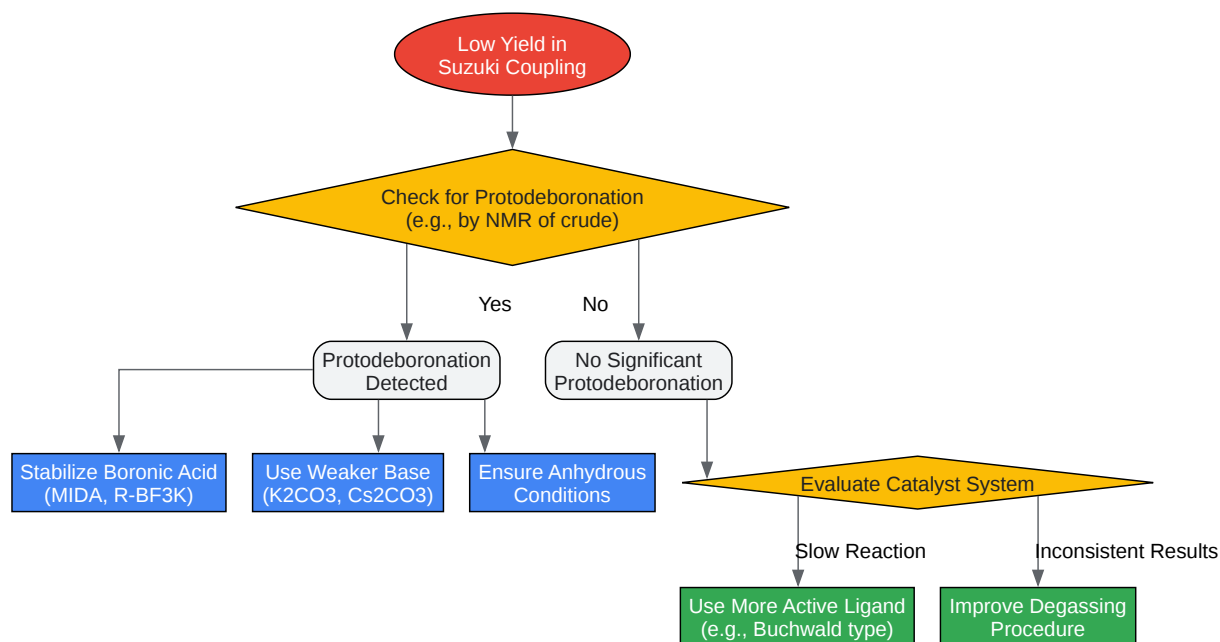 Low Yield in
Suzuki Coupling
Check for Protodeboronation
(e.g., by NMR of crude)
Yes
No
Protodeboronation
Detected
No Significant
Protodeboronation
Stabilize Boronic Acid
(MIDA, R-BF3K)
Use Weaker Base
(K2CO3, Cs2CO3)
Ensure Anhydrous
Conditions
Evaluate Catalyst System
Slow Reaction
Inconsistent Results
Use More Active Ligand
(e.g., Buchwald type)
Improve Degassing
Procedure